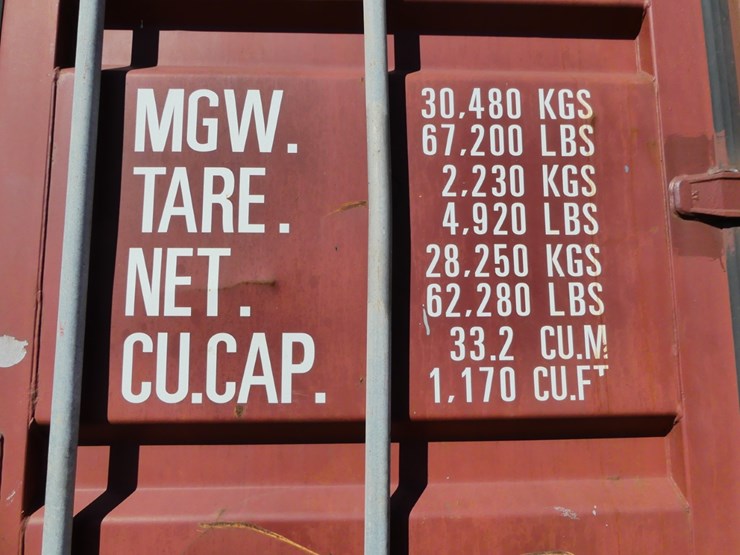 MGW. 30,480 KGS
67,200 LBS
TARE. 2,230 KGS
4,920 LBS
NET. 28,250 KGS
62,280 LBS
CU.CAP. 33.2 CU.M
1,170 CU.FT